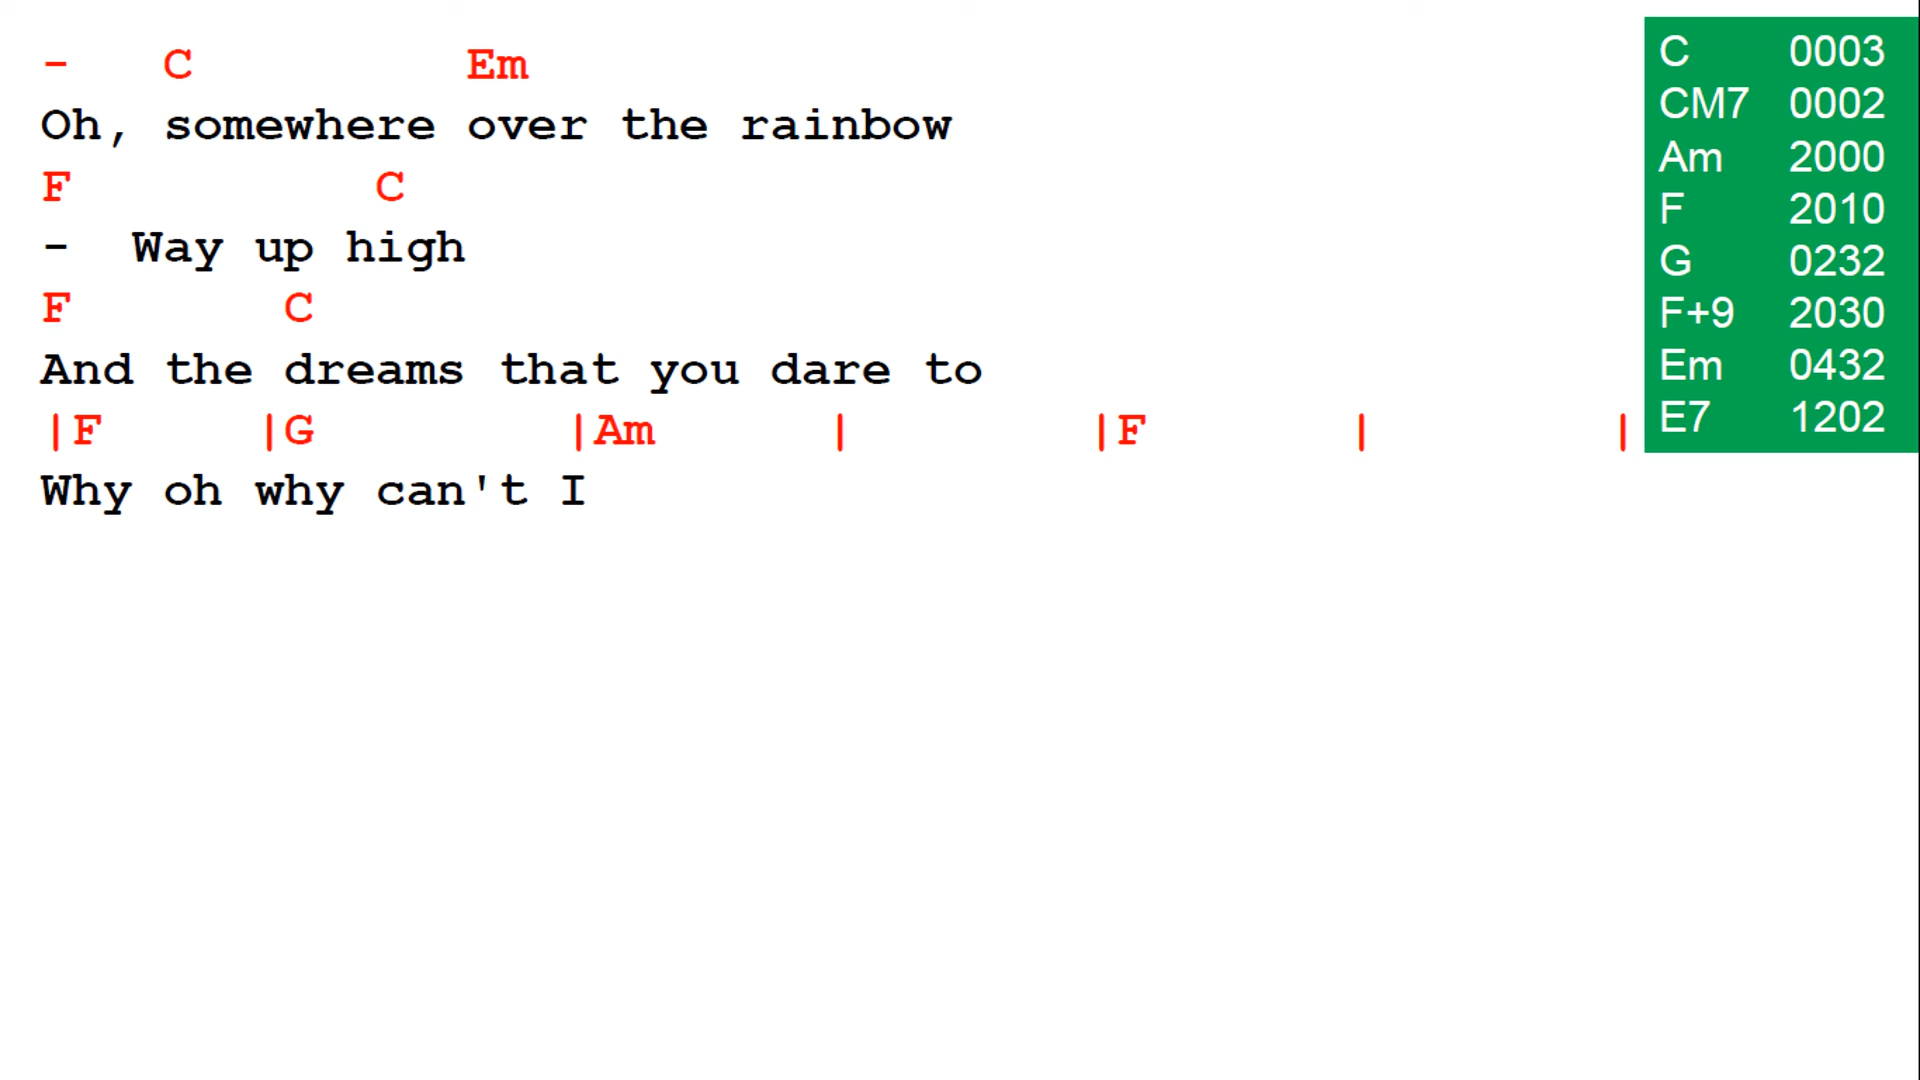 -   C         Em
Oh, somewhere over the rainbow
F          C
-  Way up high
F       C
And the dreams that you dare to
|F     |G        |Am      |        |F       |        |
Why oh why can't I
C 0003
CM7 0002
Am 2000
F 2010
G 0232
F+9 2030
Em 0432
E7 1202